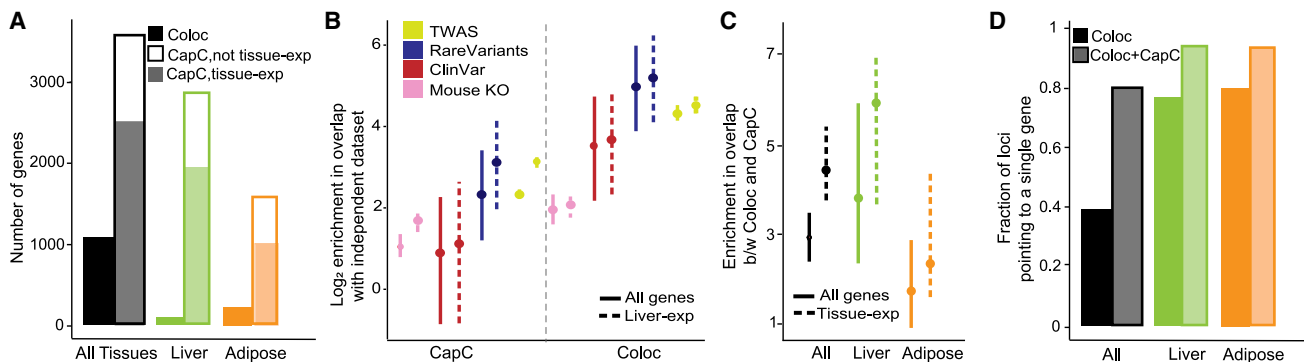 A
Number of genes
3000
2000
1000
0
Coloc
CapC,not tissue-exp
CapC,tissue-exp
All Tissues
Liver
Adipose
B
Log₂ enrichment in overlap
with independent dataset
6
4
2
0
TWAS
RareVariants
ClinVar
Mouse KO
All genes
Liver-exp
CapC
Coloc
C
Enrichment in overlap
b/w Coloc and CapC
7
5
3
1
All genes
Tissue-exp
All
Liver
Adipose
D
Fraction of loci
pointing to a single gene
1
0.8
0.6
0.4
0.2
0
Coloc
Coloc+CapC
All
Liver
Adipose